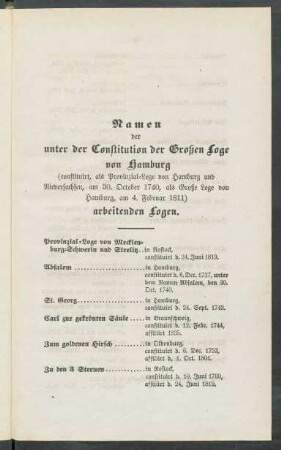 Namen
der
unter der Constitution der Großen Loge
von Hamburg
(constituirt, als Provinzial-Loge von Hamburg und
Niedersachsen, am 30. October 1740, als Große Loge von
Hamburg, am 4. Februar 1811)
arbeitenden Logen.
Provinzial-Loge von Mecklen-
burg-Schwerin und Strelitz..in Rostock,
constituirt d. 24. Juni 1819.
Absalom ..................in Hamburg,
constituirt d. 6. Dec. 1737, unter
dem Namen Absalom, den 30.
Oct. 1740.
St. Georg..................in Hamburg,
constituirt d. 24. Sept. 1743.
Carl zur gekrönten Säule ....in Braunschweig,
constituirt d. 12. Febr. 1744,
affiliirt 1835.
Zum goldenen Hirsch ........in Oldenburg,
constituirt d. 6. Dec. 1752,
affiliirt d. 1. Oct. 1804.
Zu den 3 Sternen ..........in Rostock,
constituirt d. 10. Juni 1760,
affiliirt d. 24. Juni